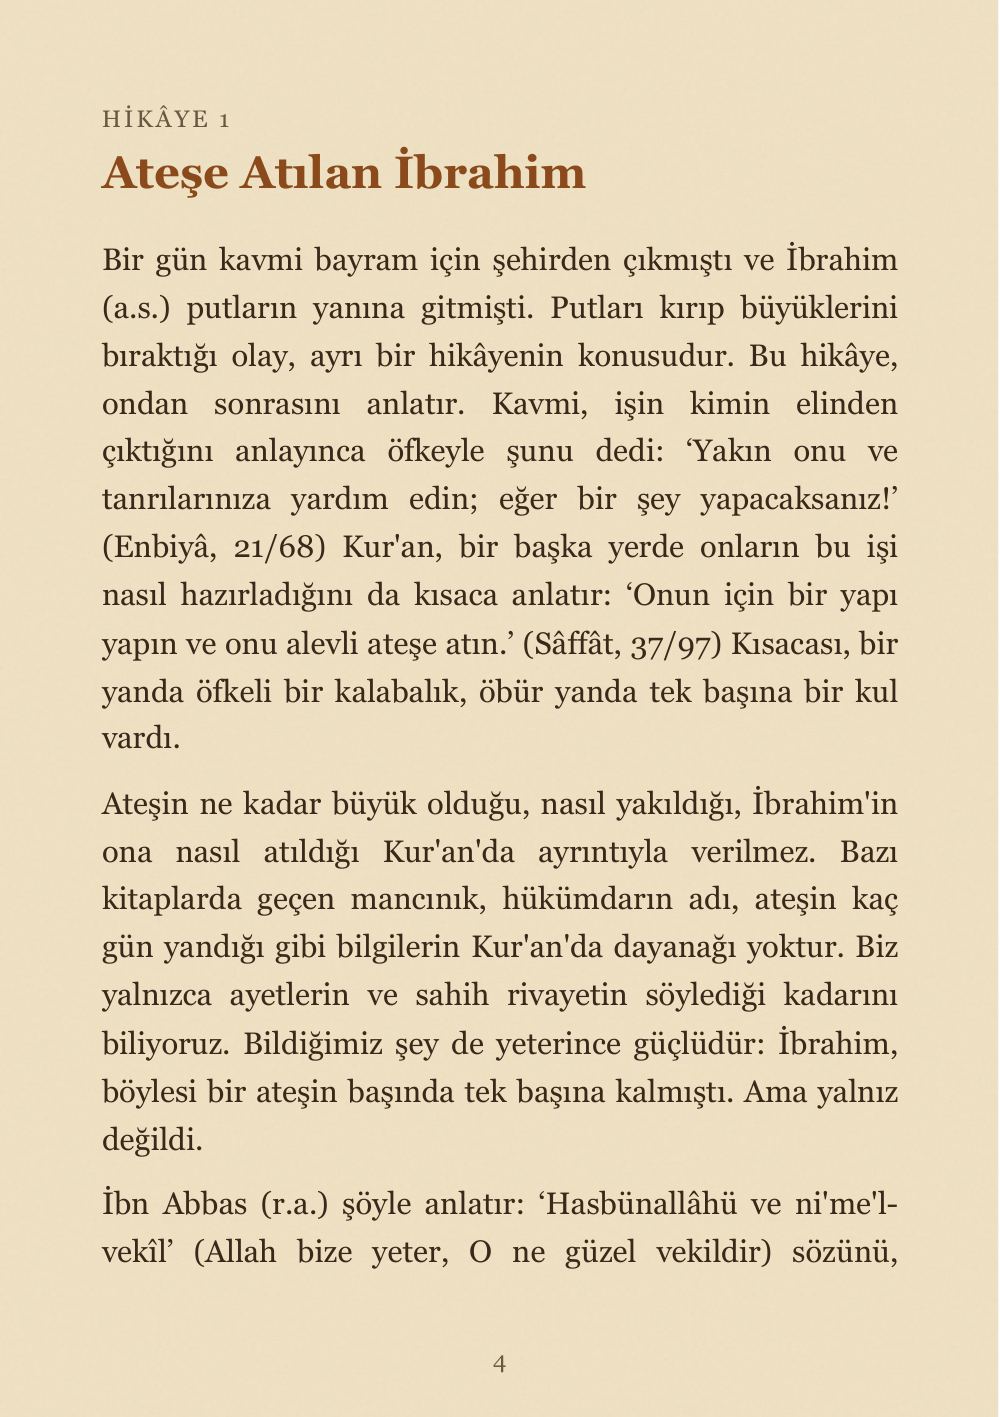 HİKÂYE 1
Ateşe Atılan İbrahim
Bir gün kavmi bayram için şehirden çıkmıştı ve İbrahim
(a.s.) putların yanına gitmişti. Putları kırıp büyüklerini
bıraktığı olay, ayrı bir hikâyenin konusudur. Bu hikâye,
ondan sonrasını anlatır. Kavmi, işin kimin elinden
çıktığını anlayınca öfkeyle şunu dedi: ‘Yakın onu ve
tanrılarınıza yardım edin; eğer bir şey yapacaksanız!’
(Enbiyâ, 21/68) Kur'an, bir başka yerde onların bu işi
nasıl hazırladığını da kısaca anlatır: ‘Onun için bir yapı
yapın ve onu alevli ateşe atın.’ (Sâffât, 37/97) Kısacası, bir
yanda öfkeli bir kalabalık, öbür yanda tek başına bir kul
vardı.
Ateşin ne kadar büyük olduğu, nasıl yakıldığı, İbrahim'in
ona nasıl atıldığı Kur'an'da ayrıntıyla verilmez. Bazı
kitaplarda geçen mancınık, hükümdarın adı, ateşin kaç
gün yandığı gibi bilgilerin Kur'an'da dayanağı yoktur. Biz
yalnızca ayetlerin ve sahih rivayetin söylediği kadarını
biliyoruz. Bildiğimiz şey de yeterince güçlüdür: İbrahim,
böylesi bir ateşin başında tek başına kalmıştı. Ama yalnız
değildi.
İbn Abbas (r.a.) şöyle anlatır: ‘Hasbünallâhü ve ni'me'l-
vekîl’ (Allah bize yeter, O ne güzel vekildir) sözünü,
4